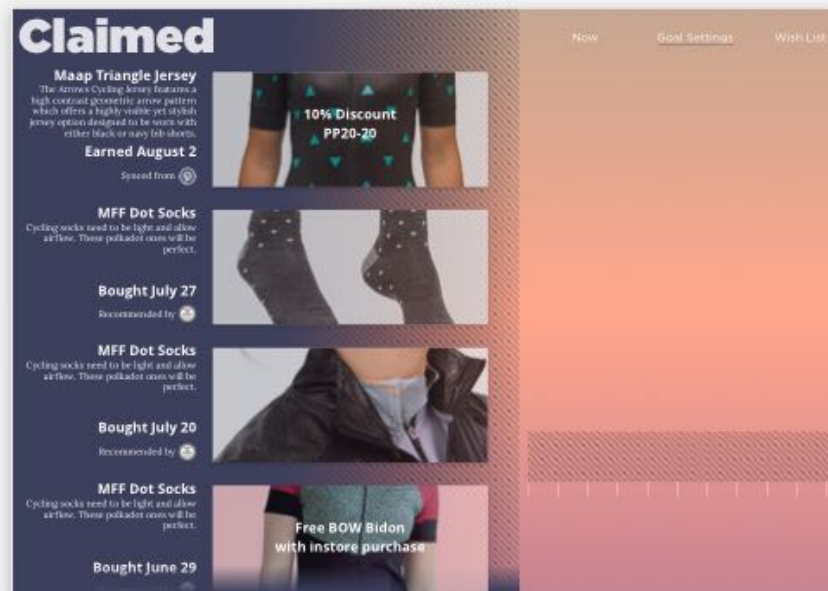 Claimed
Now
Goal Settings
Wish List
Maap Triangle Jersey
The Arrows Cycling Jersey features a
high contrast geometric arrow pattern
which offers a highly visible yet stylish
jersey option designed to be worn with
either black or navy bib shorts.
Earned August 2
Synced from
10% Discount
PP20-20
MFF Dot Socks
Cycling socks need to be light and allow
airflow. These polkadot ones will be
perfect.
Bought July 27
Recommended by
MFF Dot Socks
Cycling socks need to be light and allow
airflow. These polkadot ones will be
perfect.
Bought July 20
Recommended by
MFF Dot Socks
Cycling socks need to be light and allow
airflow. These polkadot ones will be
perfect.
Bought June 29
Free BOW Bidon
with instore purchase